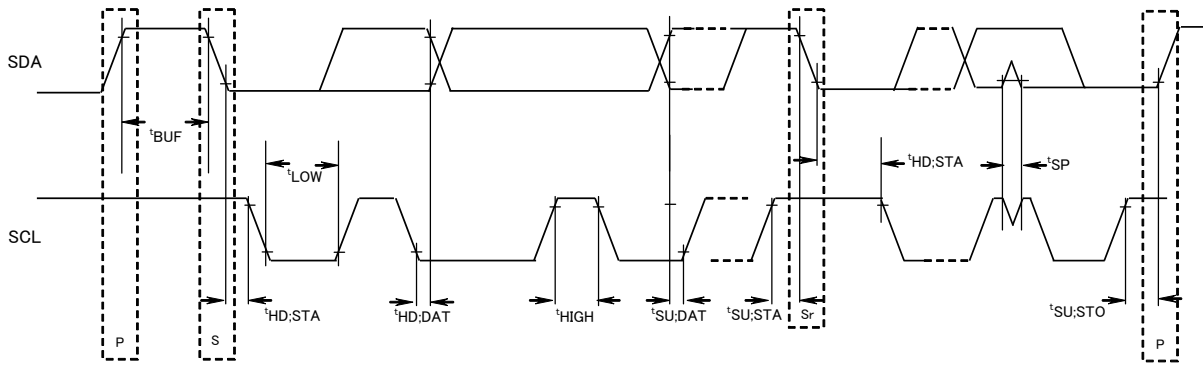 SDA
tBUF
tLOW
tHD;STA
tSP
SCL
tHD;STA
tHD;DAT
tHIGH
tSU;DAT
tSU;STA
Sr
tSU;STO
P
S
P